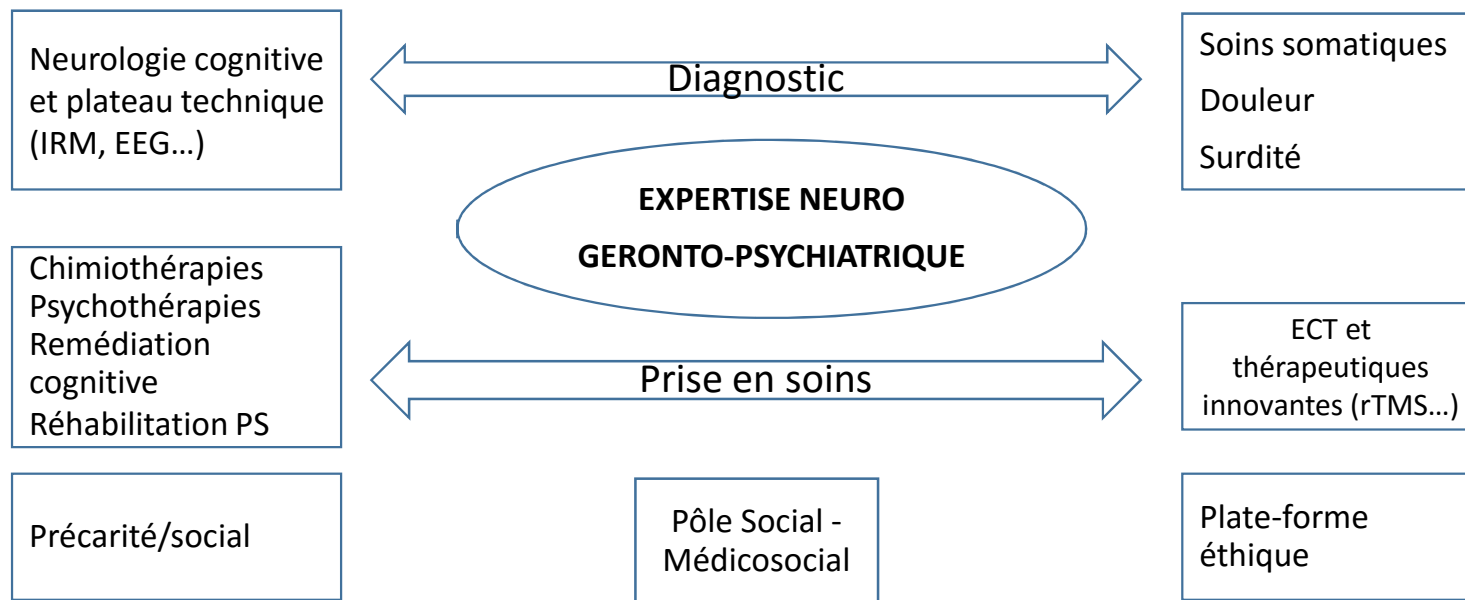 Neurologie cognitive
et plateau technique
(IRM, EEG…)
Diagnostic
Soins somatiques
Douleur
Surdité
EXPERTISE NEURO
GERONTO-PSYCHIATRIQUE
Chimiothérapies
Psychothérapies
Remédiation
cognitive
Réhabilitation PS
Prise en soins
ECT et
thérapeutiques
innovantes (rTMS…)
Précarité/social
Pôle Social -
Médicosocial
Plate-forme
éthique